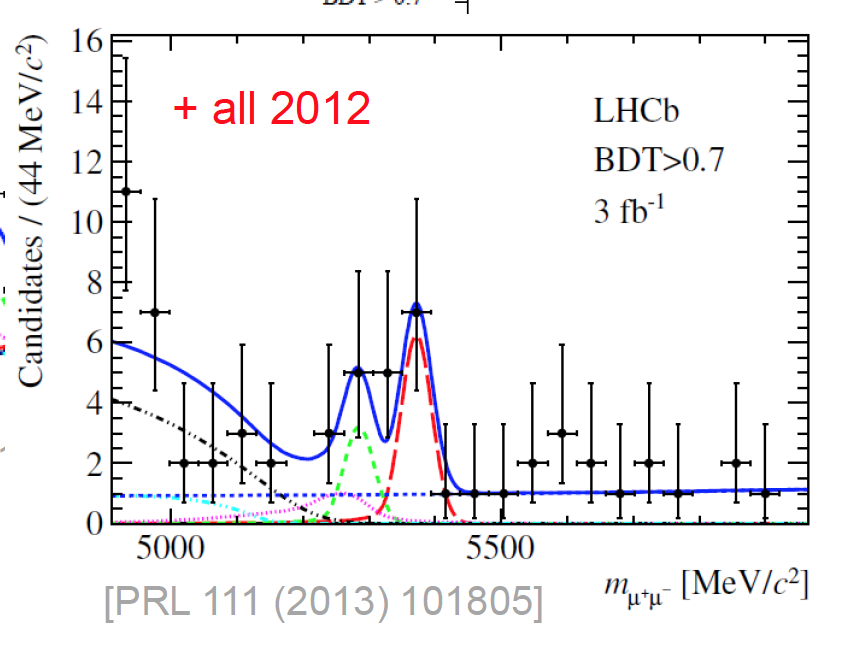 BDT > 0.7
Candidates / (44 MeV/c²)
16
14
12
10
8
6
4
2
0
+ all 2012
LHCb
BDT>0.7
3 fb⁻¹
5000
5500
mμ⁺μ⁻ [MeV/c²]
[PRL 111 (2013) 101805]